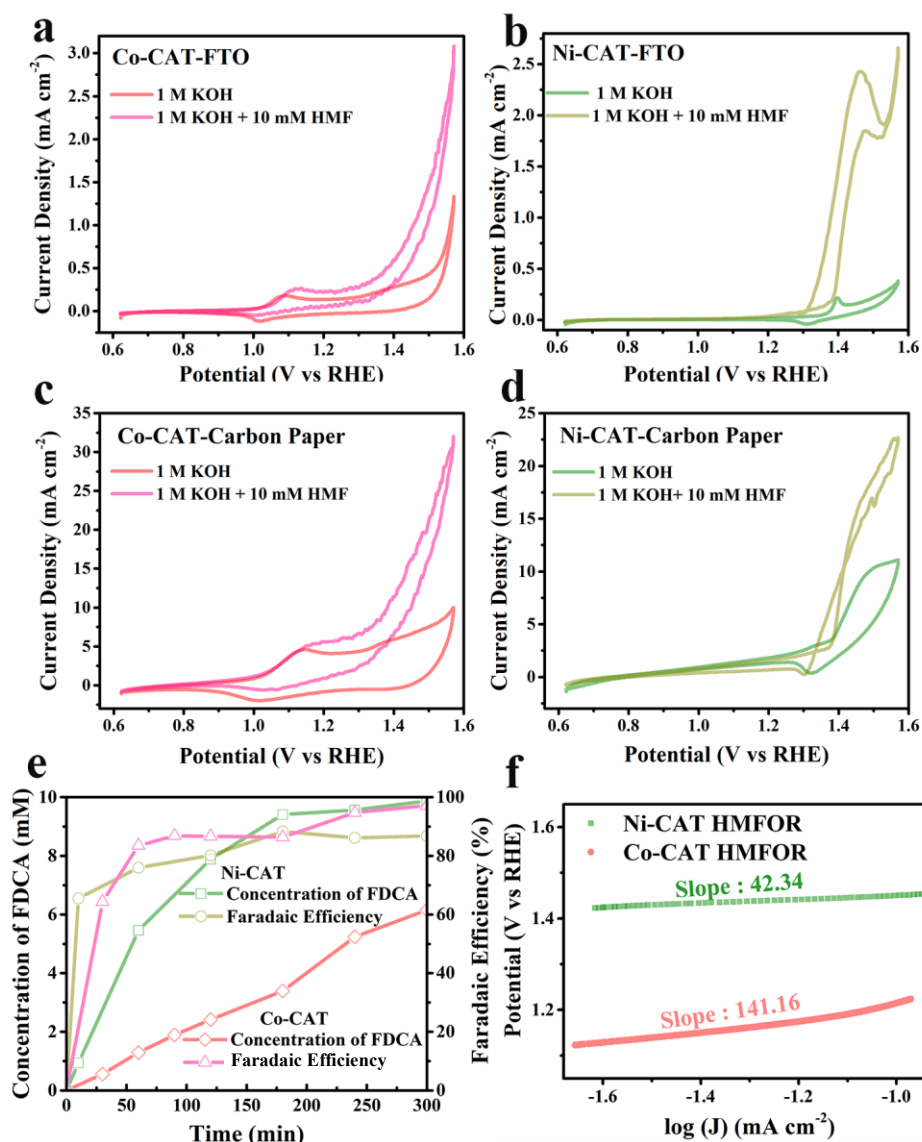 a
Co-CAT-FTO
1 M KOH
1 M KOH + 10 mM HMF
Current Density (mA cm⁻²)
3.0
2.5
2.0
1.5
1.0
0.5
0.0
0.6 0.8 1.0 1.2 1.4 1.6
Potential (V vs RHE)
b
Ni-CAT-FTO
1 M KOH
1 M KOH + 10 mM HMF
Current Density (mA cm⁻²)
2.5
2.0
1.5
1.0
0.5
0.0
0.6 0.8 1.0 1.2 1.4 1.6
Potential (V vs RHE)
c
Co-CAT-Carbon Paper
1 M KOH
1 M KOH + 10 mM HMF
Current Density (mA cm⁻²)
35
30
25
20
15
10
5
0
0.6 0.8 1.0 1.2 1.4 1.6
Potential (V vs RHE)
d
Ni-CAT-Carbon Paper
1 M KOH
1 M KOH+ 10 mM HMF
Current Density (mA cm⁻²)
25
20
15
10
5
0
0.6 0.8 1.0 1.2 1.4 1.6
Potential (V vs RHE)
e
Concentration of FDCA (mM)
10
8
6
4
2
0
Ni-CAT
Concentration of FDCA
Faradaic Efficiency
Co-CAT
Concentration of FDCA
Faradaic Efficiency
100
80
60
40
20
0
Faradaic Efficiency (%)
0 50 100 150 200 250 300
Time (min)
f
Ni-CAT HMFOR
Co-CAT HMFOR
Slope : 42.34
Slope : 141.16
Potential (V vs RHE)
1.6
1.4
1.2
-1.6 -1.4 -1.2 -1.0
log (J) (mA cm⁻²)